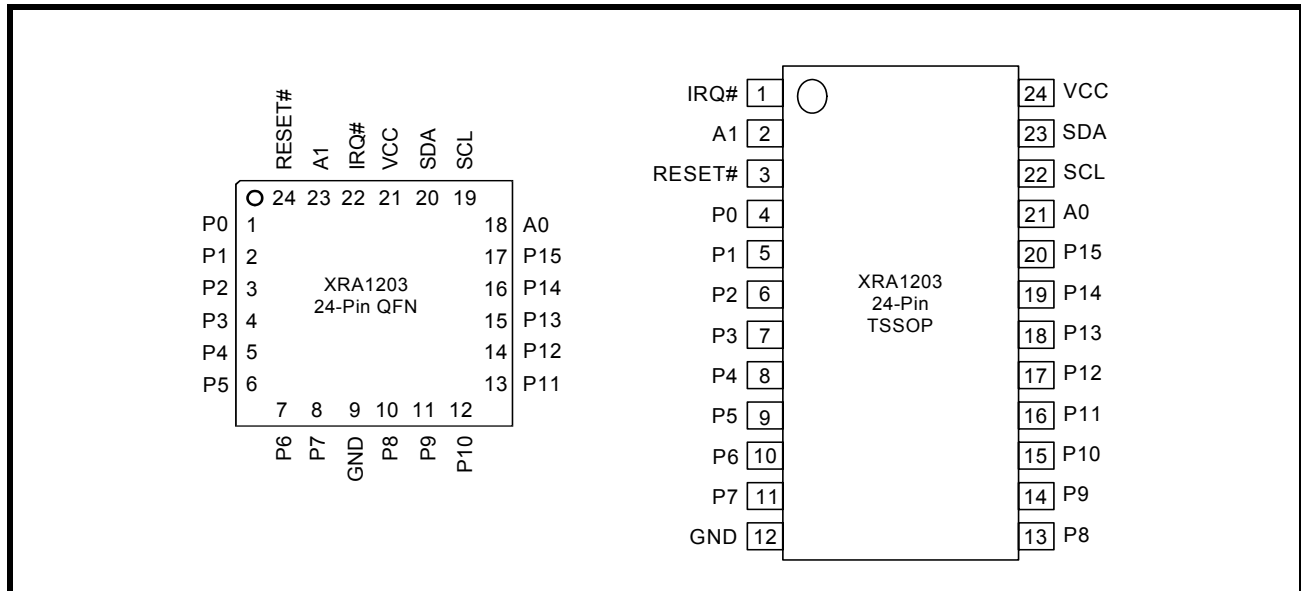 RESET# A1 IRQ# VCC SDA SCL
24 23 22 21 20 19
P0 1 18 A0
P1 2 17 P15
P2 3 16 P14
P3 4 15 P13
P4 5 14 P12
P5 6 13 P11
XRA1203
24-Pin QFN
7 8 9 10 11 12
P6 P7 GND P8 P9 P10
IRQ# 1 24 VCC
A1 2 23 SDA
RESET# 3 22 SCL
P0 4 21 A0
P1 5 20 P15
P2 6 19 P14
P3 7 18 P13
P4 8 17 P12
P5 9 16 P11
P6 10 15 P10
P7 11 14 P9
GND 12 13 P8
XRA1203
24-Pin
TSSOP